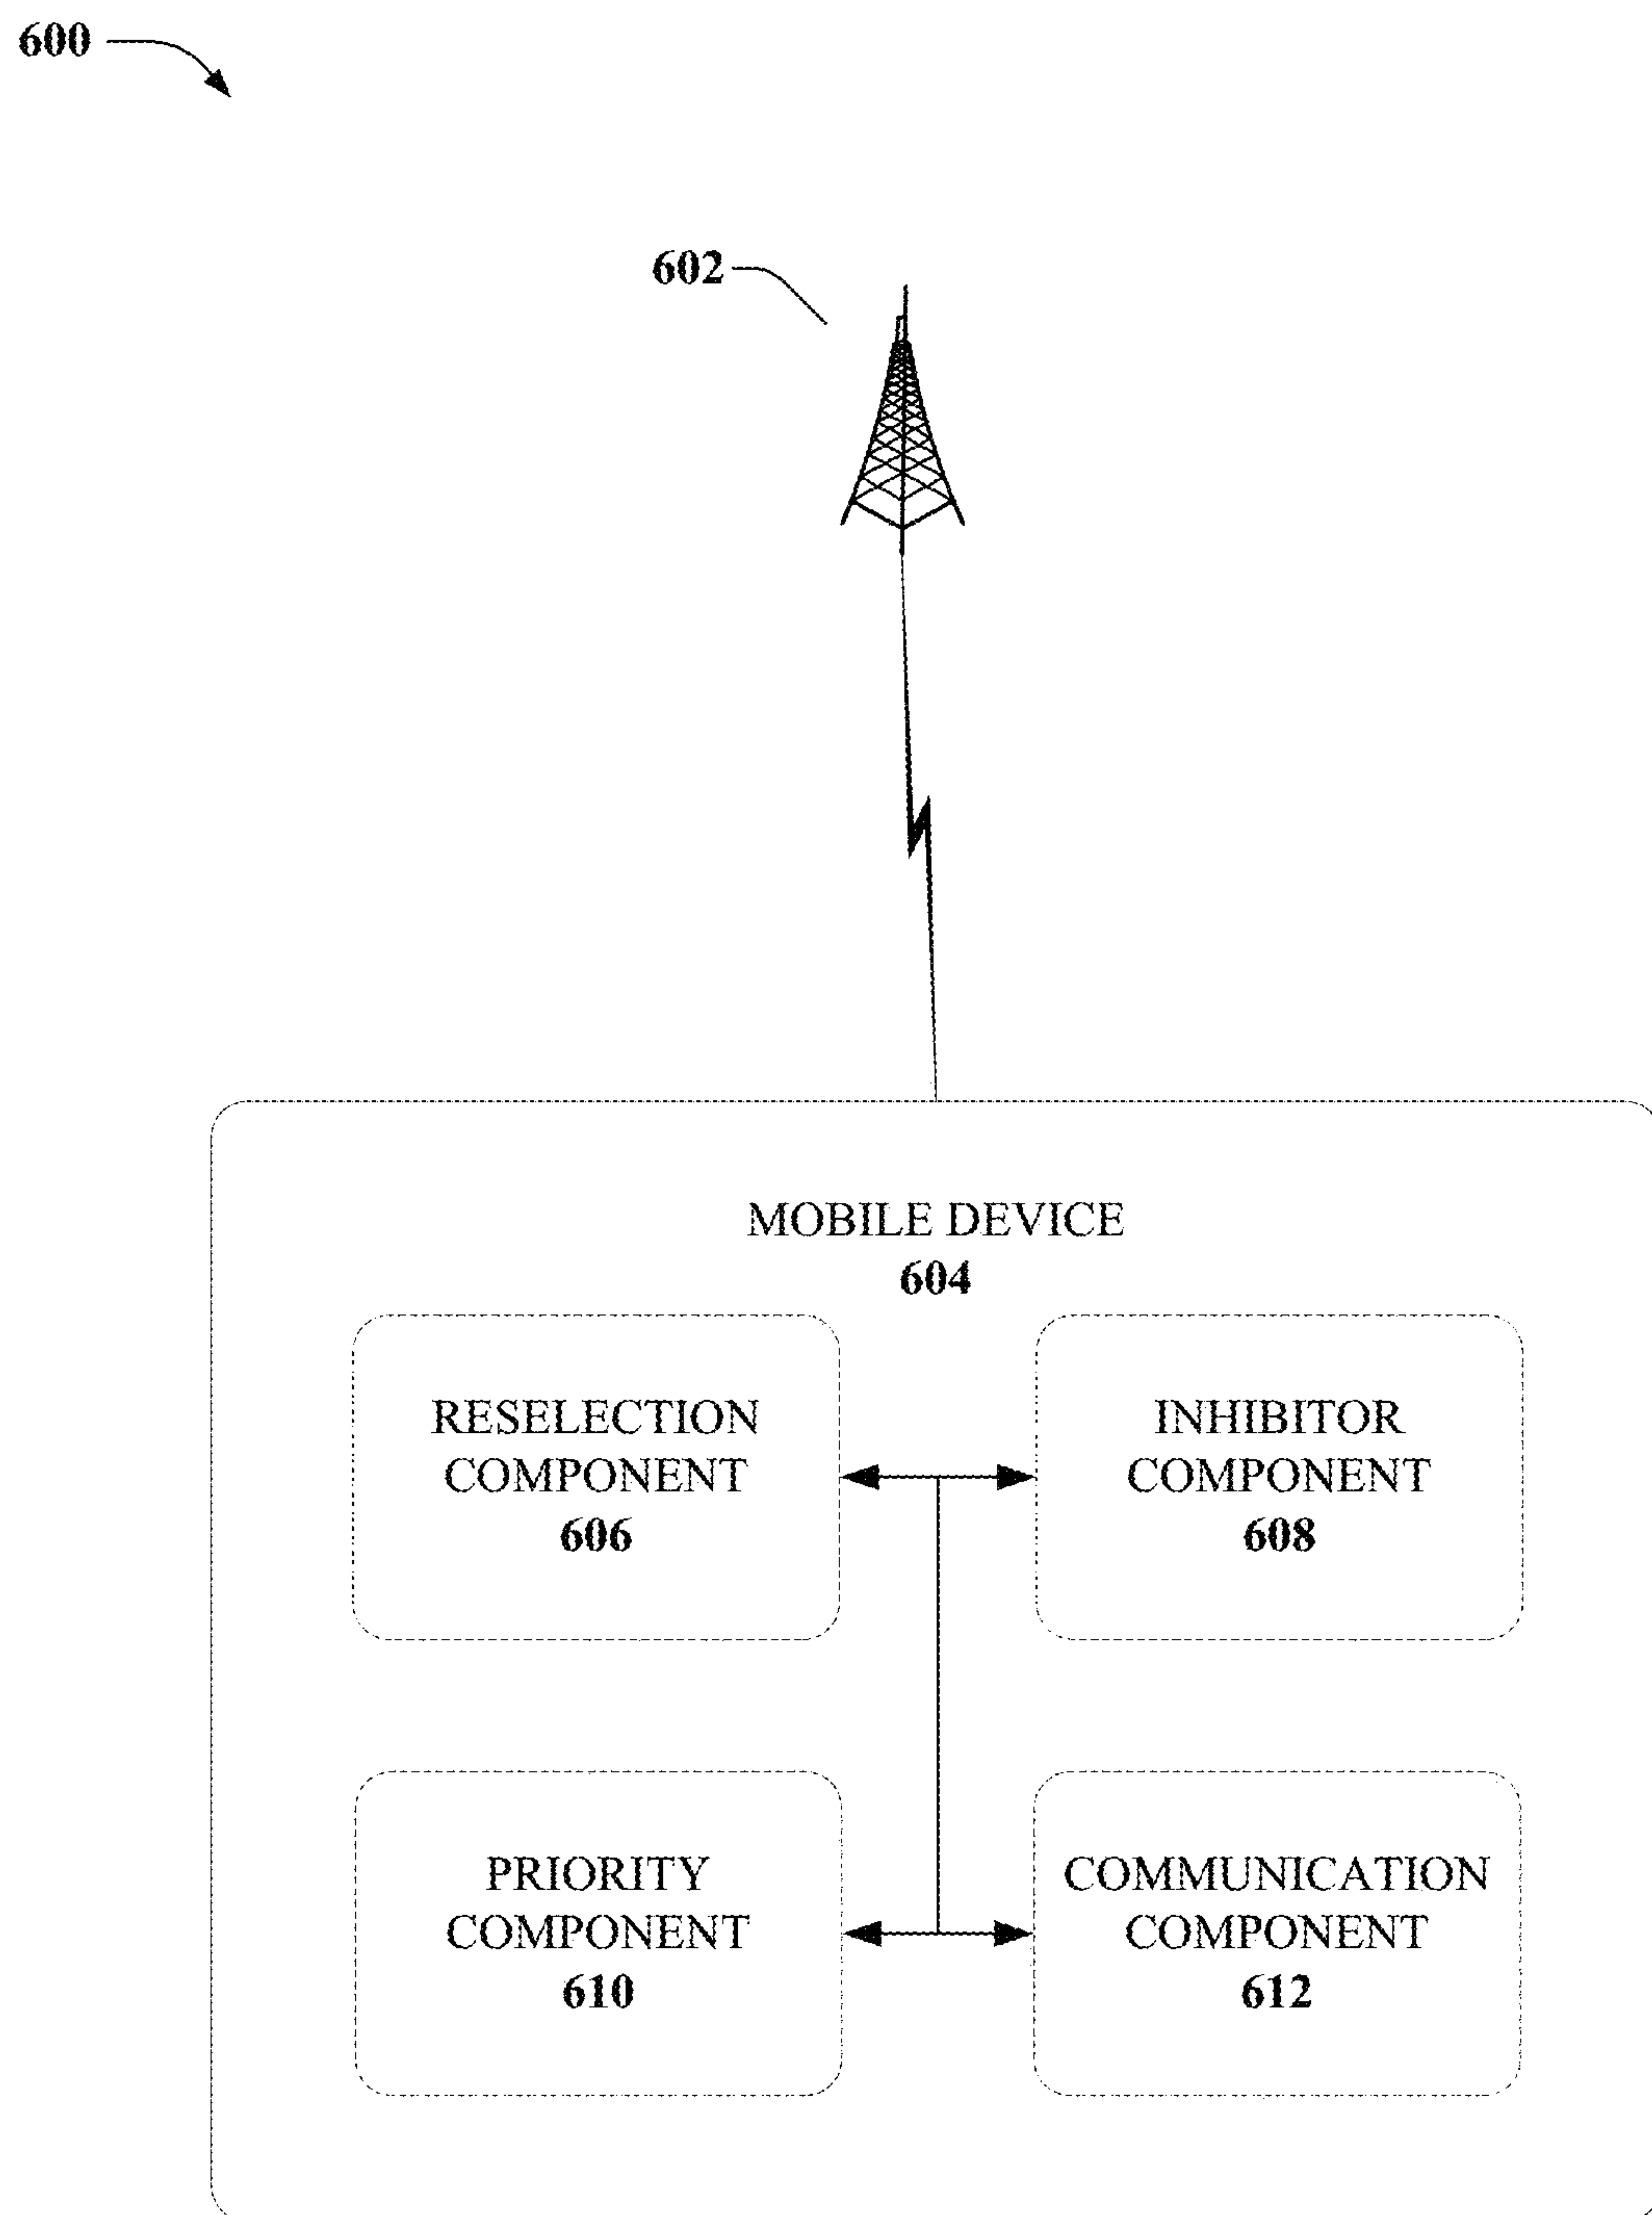 600
602
MOBILE DEVICE
604
RESELECTION
COMPONENT
606
INHIBITOR
COMPONENT
608
PRIORITY
COMPONENT
610
COMMUNICATION
COMPONENT
612